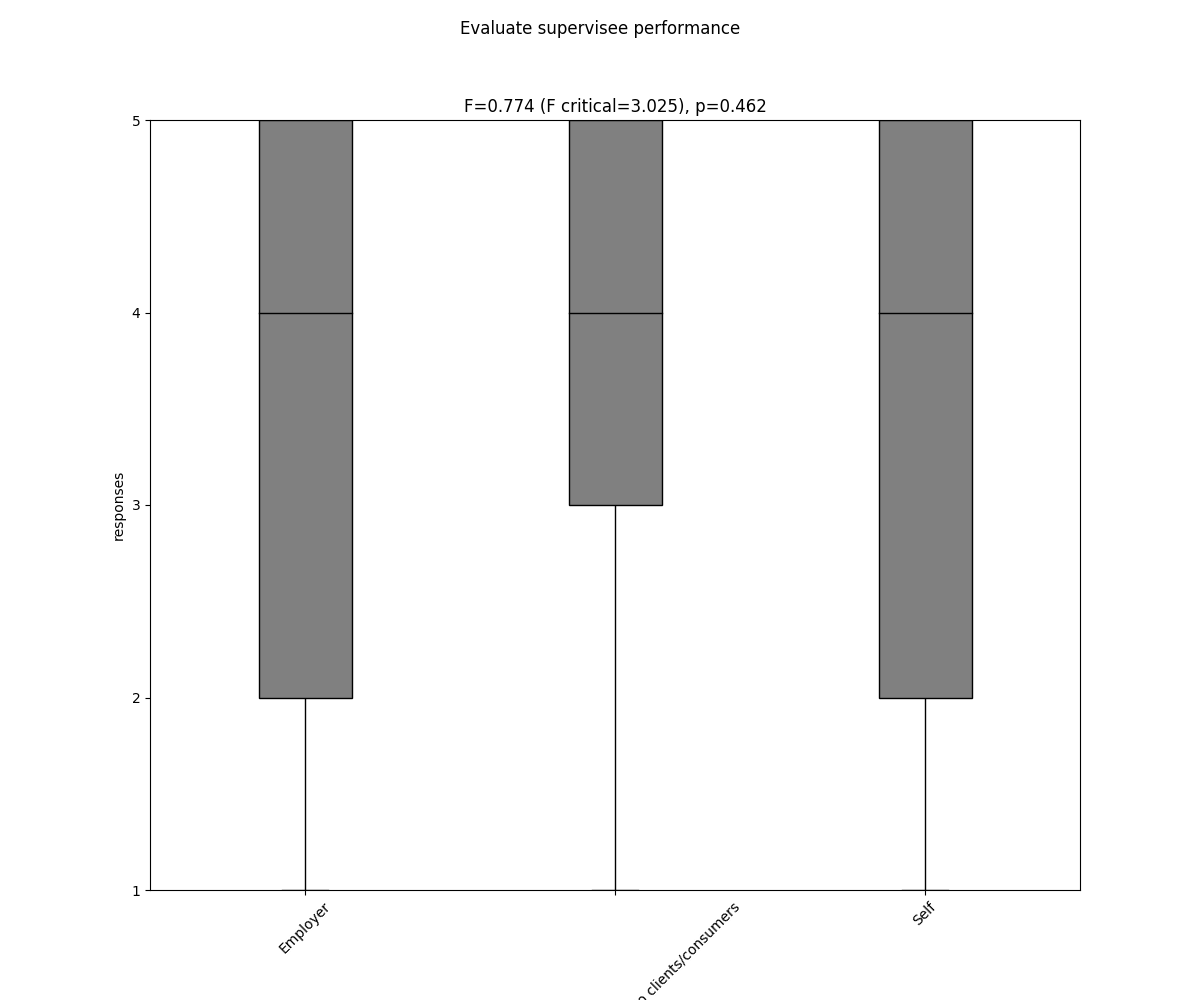 Evaluate supervisee performance
F=0.774 (F critical=3.025), p=0.462
5
4
3
2
1
responses
Employer
clients/consumers
Self